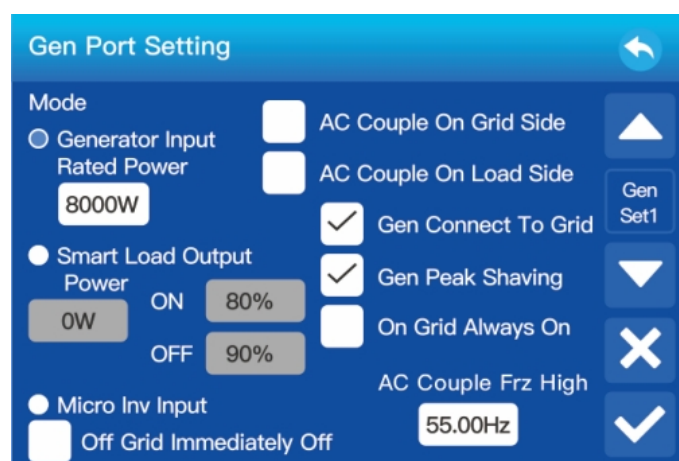 Gen Port Setting
Mode
Generator Input
Rated Power
8000W
AC Couple On Grid Side
AC Couple On Load Side
Gen Connect To Grid
Gen Peak Shaving
On Grid Always On
Smart Load Output
Power
0W
ON 80%
OFF 90%
AC Couple Frz High
55.00Hz
Micro Inv Input
Off Grid Immediately Off
Gen
Set1